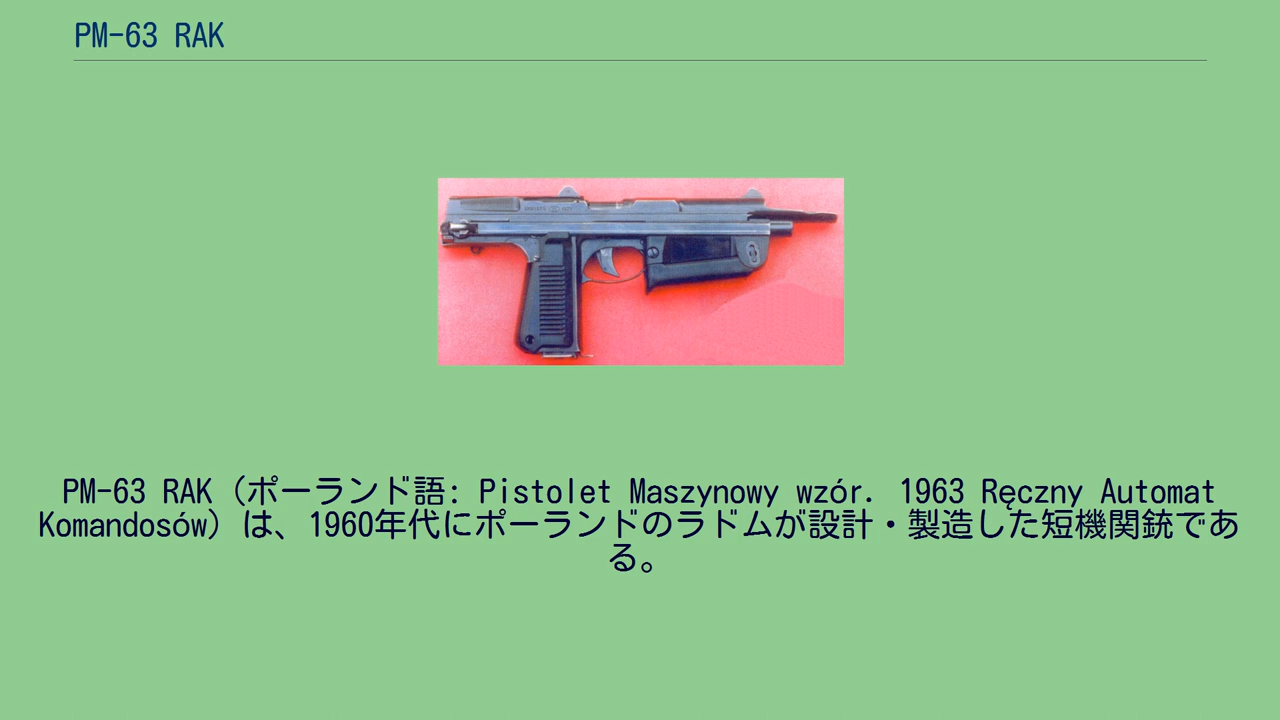 PM-63 RAK
PM-63 RAK（ポーランド語: Pistolet Maszynowy wzór. 1963 Ręczny Automat
Komandosów）は、1960年代にポーランドのラドムが設計・製造した短機関銃であ
る。